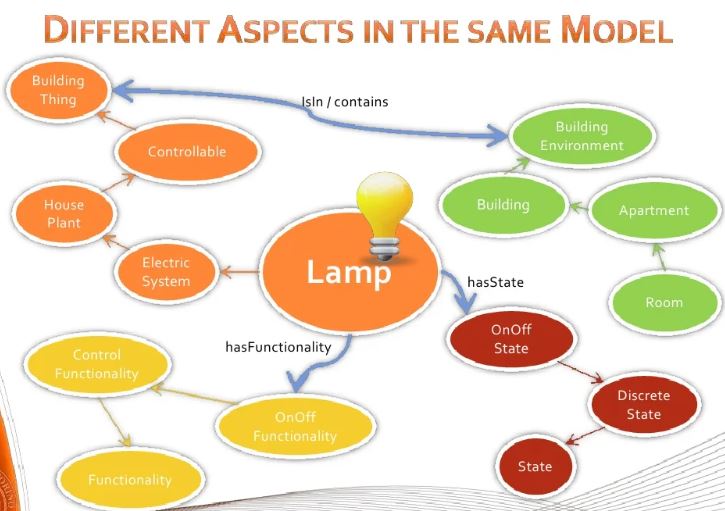 DIFFERENT ASPECTS IN THE SAME MODEL
Building
Thing
IsIn / contains
Building
Environment
Controllable
House
Plant
Building
Apartment
Electric
System
Lamp
hasState
Room
OnOff
State
hasFunctionality
Control
Functionality
Discrete
State
OnOff
Functionality
State
Functionality